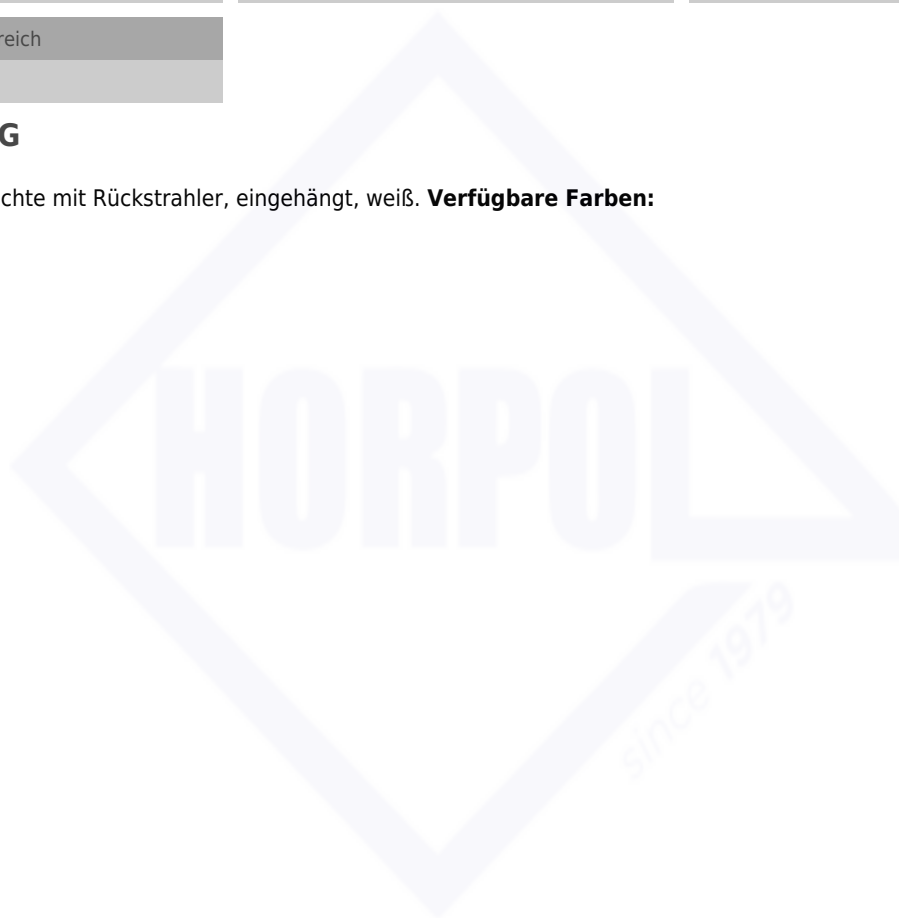 reich
G
chte mit Rückstrahler, eingehängt, weiß. Verfügbare Farben:
HORPOL
since 1979